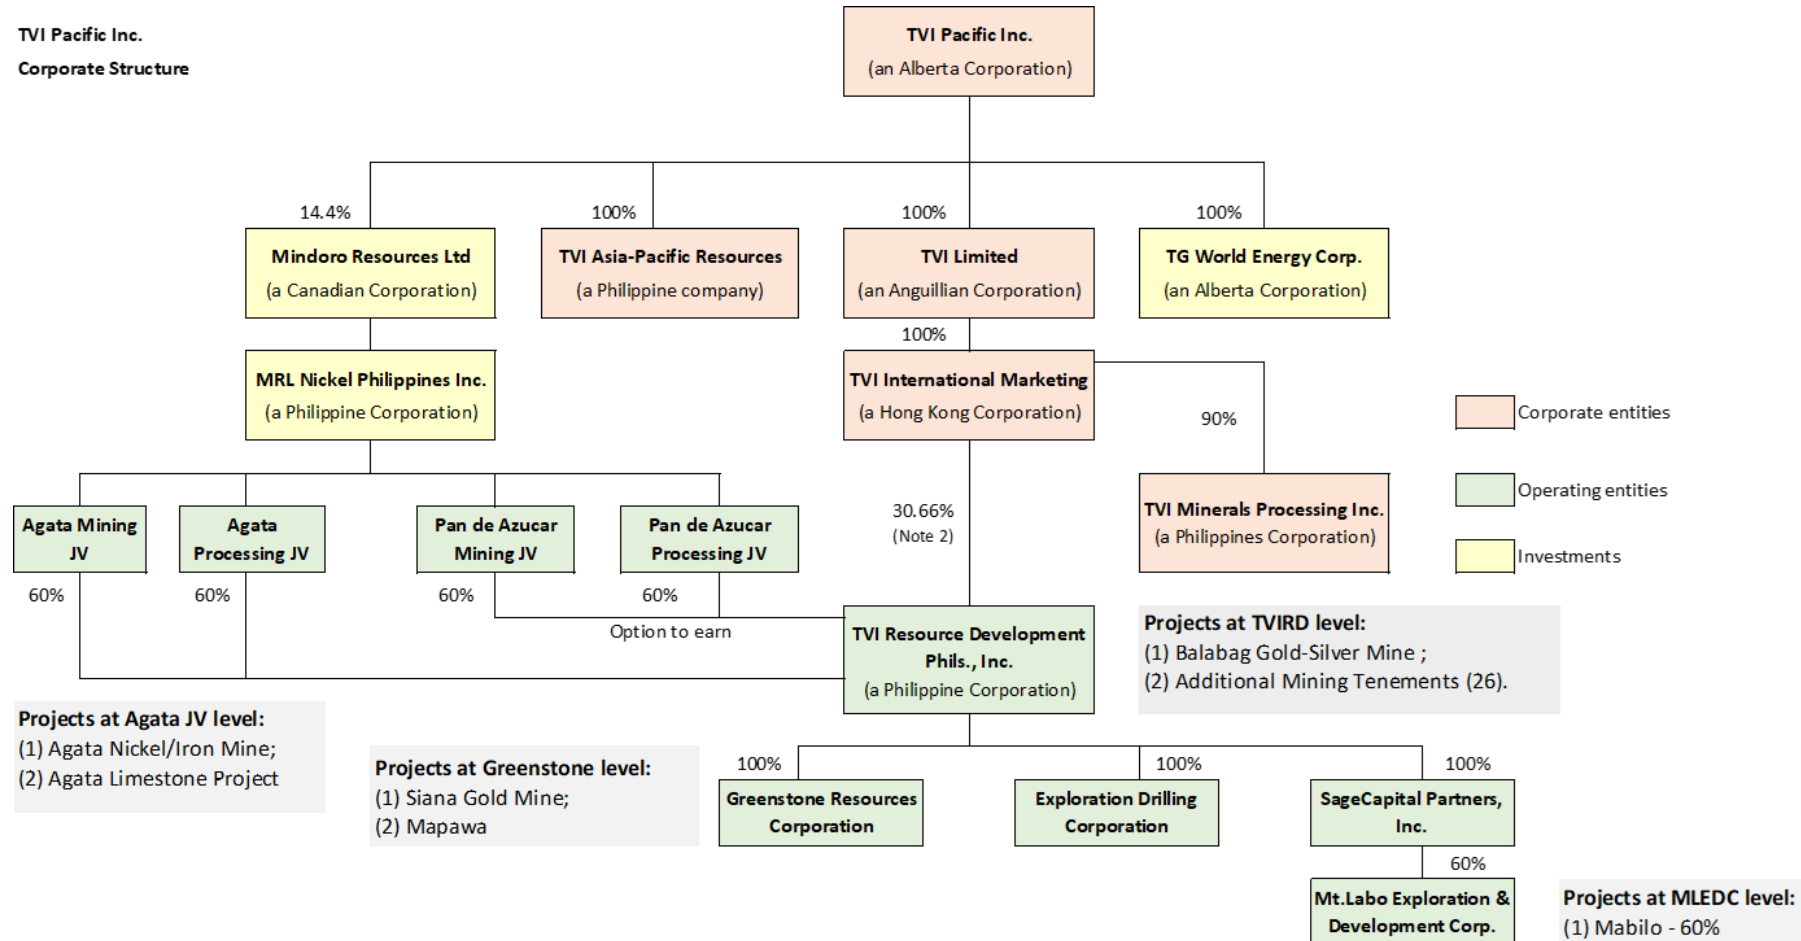 TVI Pacific Inc.
Corporate Structure
TVI Pacific Inc.
(an Alberta Corporation)
14.4%
100%
100%
100%
Mindoro Resources Ltd
(a Canadian Corporation)
TVI Asia-Pacific Resources
(a Philippine company)
TVI Limited
(an Anguillian Corporation)
TG World Energy Corp.
(an Alberta Corporation)
100%
MRL Nickel Philippines Inc.
(a Philippine Corporation)
TVI International Marketing
(a Hong Kong Corporation)
90%
Corporate entities
Operating entities
Investments
Agata Mining
JV
Agata
Processing JV
Pan de Azucar
Mining JV
Pan de Azucar
Processing JV
30.66%
(Note 2)
TVI Minerals Processing Inc.
(a Philippines Corporation)
60%
60%
60%
60%
Option to earn
TVI Resource Development
Phils., Inc.
(a Philippine Corporation)
Projects at TVIRD level:
(1) Balabag Gold-Silver Mine ;
(2) Additional Mining Tenements (26).
Projects at Agata JV level:
(1) Agata Nickel/Iron Mine;
(2) Agata Limestone Project
Projects at Greenstone level:
(1) Siana Gold Mine;
(2) Mapawa
100%
100%
100%
Greenstone Resources
Corporation
Exploration Drilling
Corporation
SageCapital Partners,
Inc.
60%
Mt.Labo Exploration &
Development Corp.
Projects at MLEDC level:
(1) Mabilo - 60%